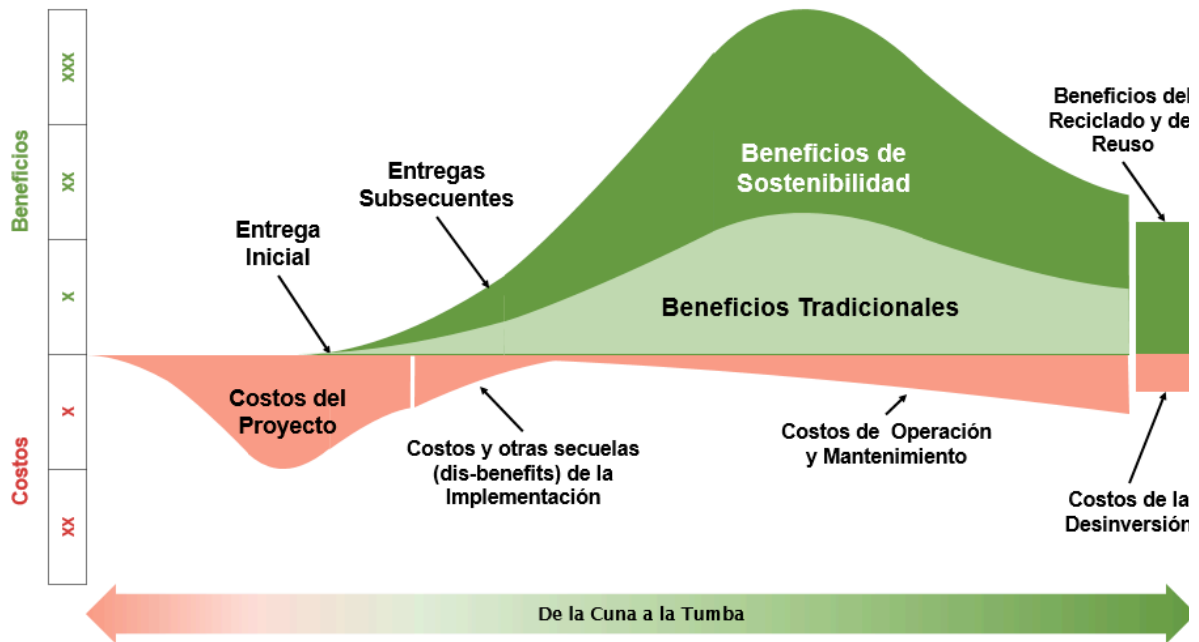 Beneficios
XXX
XX
X
Costos
X
XX
Entrega
Inicial
Entregas
Subsecuentes
Beneficios de
Sostenibilidad
Beneficios Tradicionales
Beneficios del
Reciclado y de
Reuso
Costos del
Proyecto
Costos y otras secuelas
(dis-benefits) de la
Implementación
Costos de Operación
y Mantenimiento
Costos de la
Desinversión
De la Cuna a la Tumba